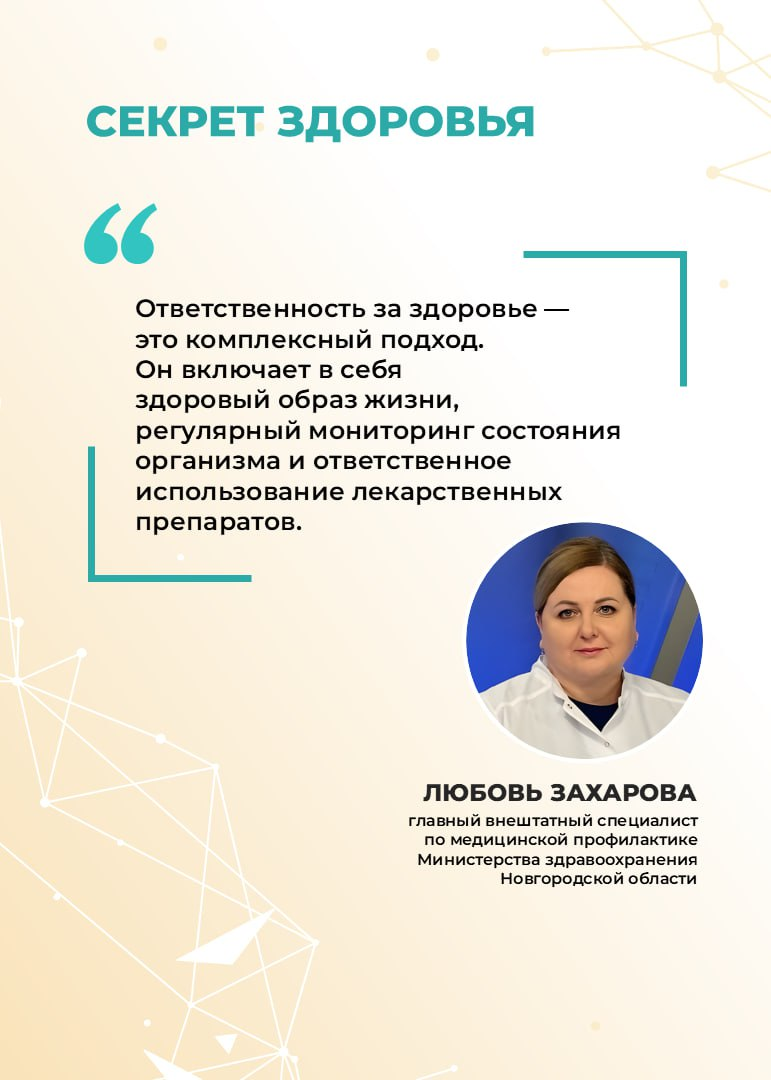 СЕКРЕТ ЗДОРОВЬЯ
“
Ответственность за здоровье —
это комплексный подход.
Он включает в себя
здоровый образ жизни,
регулярный мониторинг состояния
организма и ответственное
использование лекарственных
препаратов.
ЛЮБОВЬ ЗАХАРОВА
главный внештатный специалист
по медицинской профилактике
Министерства здравоохранения
Новгородской области